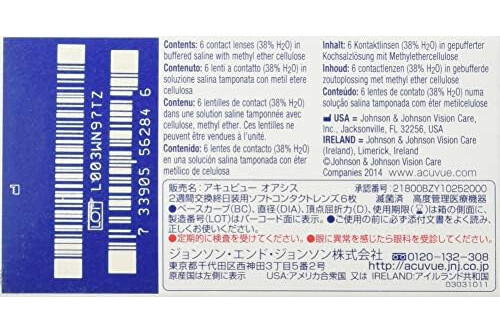 Contents: 6 contact lenses (38% H₂O) in
buffered saline with methyl ether cellulose
Contenuto: 6 lenti a contatto (38% H₂O) in
soluzione salina tamponata con metil etere
cellulosa
Contenu: 6 lentilles de contact (38% H₂O) dans
une solution saline tamponnée avec de l'éther de
cellulose, methyl ether. Ces lentilles ont une teinte
de visibilité.
Contenido: 6 lentes de contacto (38% H₂O)
en una solución salina tamponada con metil éter
celulosa
Inhalt: 6 Kontaktlinsen (38% H₂O) in gepufferter
Kochsalzlösung mit Methylethercellulose
Inhoud: 6 contactlenzen (38% H₂O) in gebufferde
zoutoplossing met methylether cellulose
Conteúdo: 6 lentes de contato (38% H₂O) numa
solução salina tamponada com éter meticelulose
USA = Johnson & Johnson Vision Care,
Inc., Jacksonville, FL 32256, USA
IRELAND = Johnson & Johnson Vision Care
(Ireland), Limerick, Ireland
©Johnson & Johnson Vision Care
Companies 2014 www.acuvue.com
LOT L003WN97TZ
7 33905 56284 6
販売名:アキュビュー オアシス 承認番号:21800BZY10252000
2週間交換終日装用ソフトコンタクトレンズ6枚 滅菌済 高度管理医療機器
●ベースカーブ(BC)、直径(DIA)、頂点屈折力(D)、使用期限は箱の側面に、
製造番号(LOT)はバーコード面に表示。●ご使用の前に必ず添付文書をよく読み、
正しくお使いください。
●定期的に検査を受けてください。●眼に異常を感じたら眼科を受診してください。
ジョンソン・エンド・ジョンソン株式会社 0120-132-308
東京都千代田区西神田3丁目5番2号 http://acuvue.jnj.co.jp
原産国は左側に表示 USA:アメリカ合衆国 又は IRELAND:アイルランド共和国
03031011